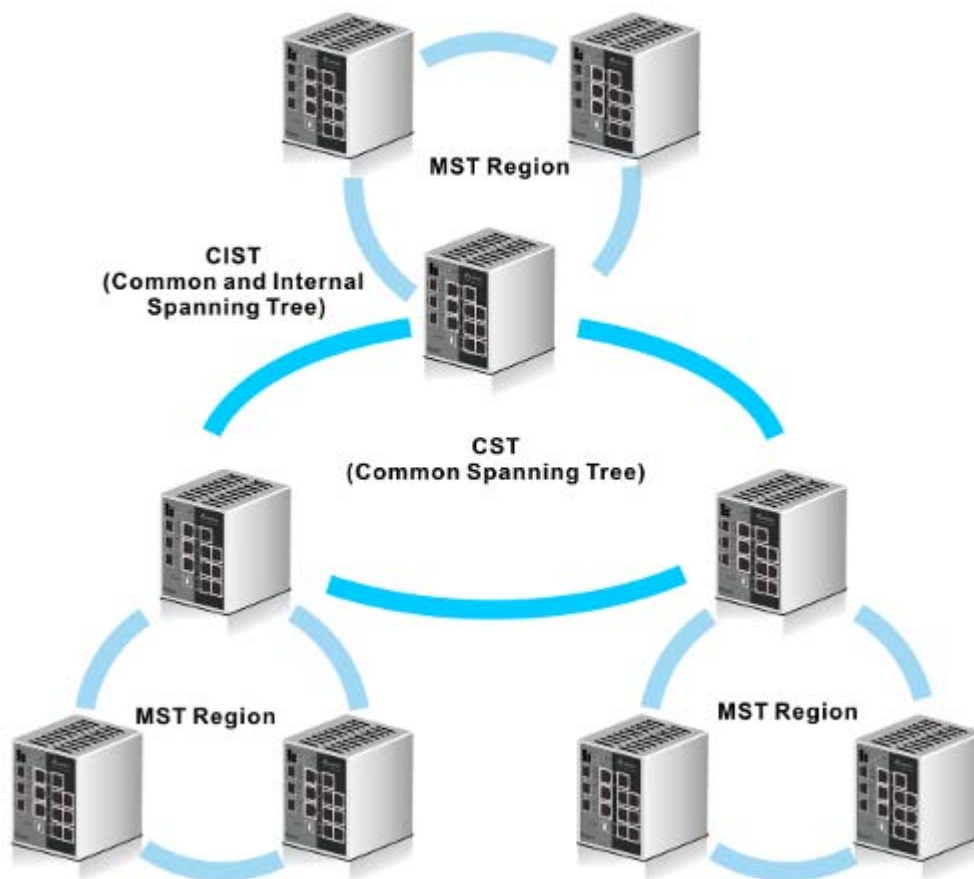 MST Region
CIST
(Common and Internal
Spanning Tree)
CST
(Common Spanning Tree)
MST Region
MST Region